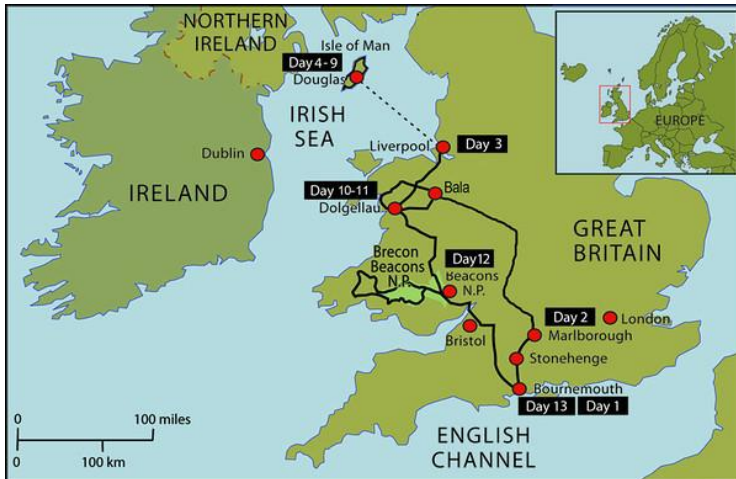 NORTHERN
IRELAND
Isle of Man
Day 4-9
Douglas
IRISH
SEA
EUROPE
Dublin
Liverpool
Day 3
IRELAND
Day 10-11
Bala
Dolgellau
GREAT
BRITAIN
Brecon
Beacons
N.P.
Day12
Beacons
N.P.
Day 2
London
Marlborough
Bristol
Stonehenge
Bournemouth
Day 13
Day 1
0
100 miles
0
100 km
ENGLISH
CHANNEL